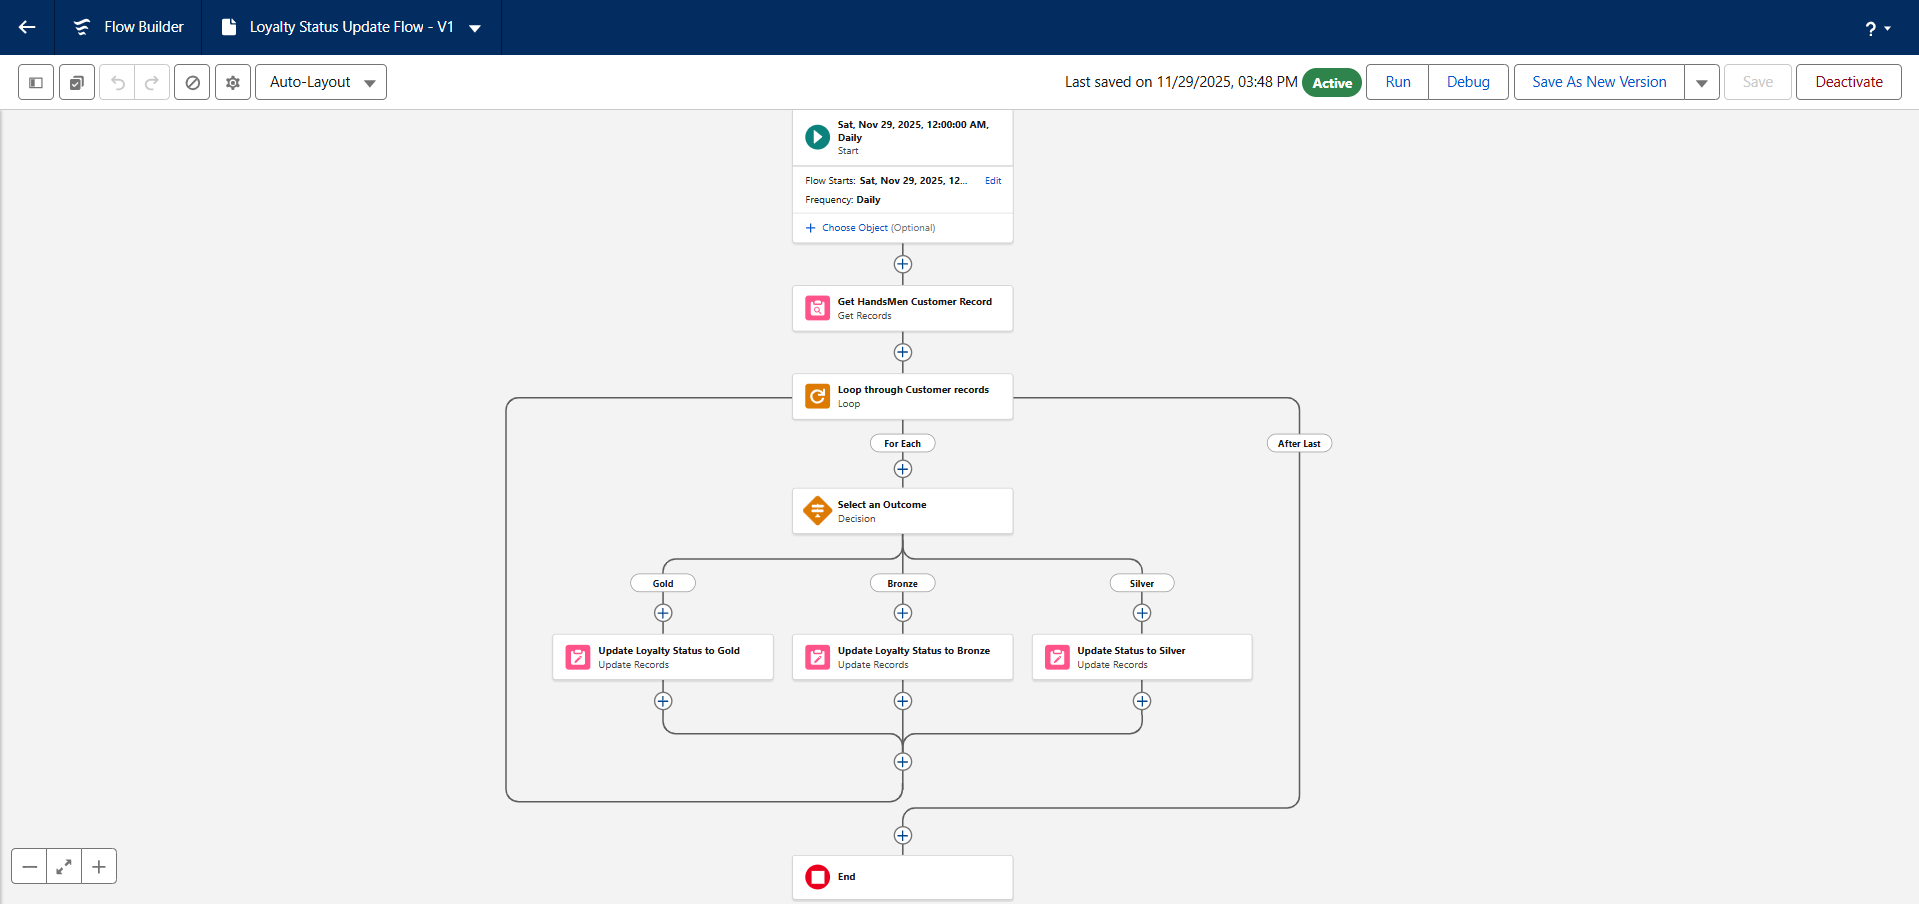 Flow Builder
Loyalty Status Update Flow - V1
?
Auto-Layout
Last saved on 11/29/2025, 03:48 PM
Active
Run
Debug
Save As New Version
Save
Deactivate
Sat, Nov 29, 2025, 12:00:00 AM,
Daily
Start
Flow Starts: Sat, Nov 29, 2025, 12...
Edit
Frequency: Daily
Choose Object (Optional)
Get HandsMen Customer Record
Get Records
Loop through Customer records
Loop
For Each
After Last
Select an Outcome
Decision
Gold
Bronze
Silver
Update Loyalty Status to Gold
Update Records
Update Loyalty Status to Bronze
Update Records
Update Status to Silver
Update Records
End